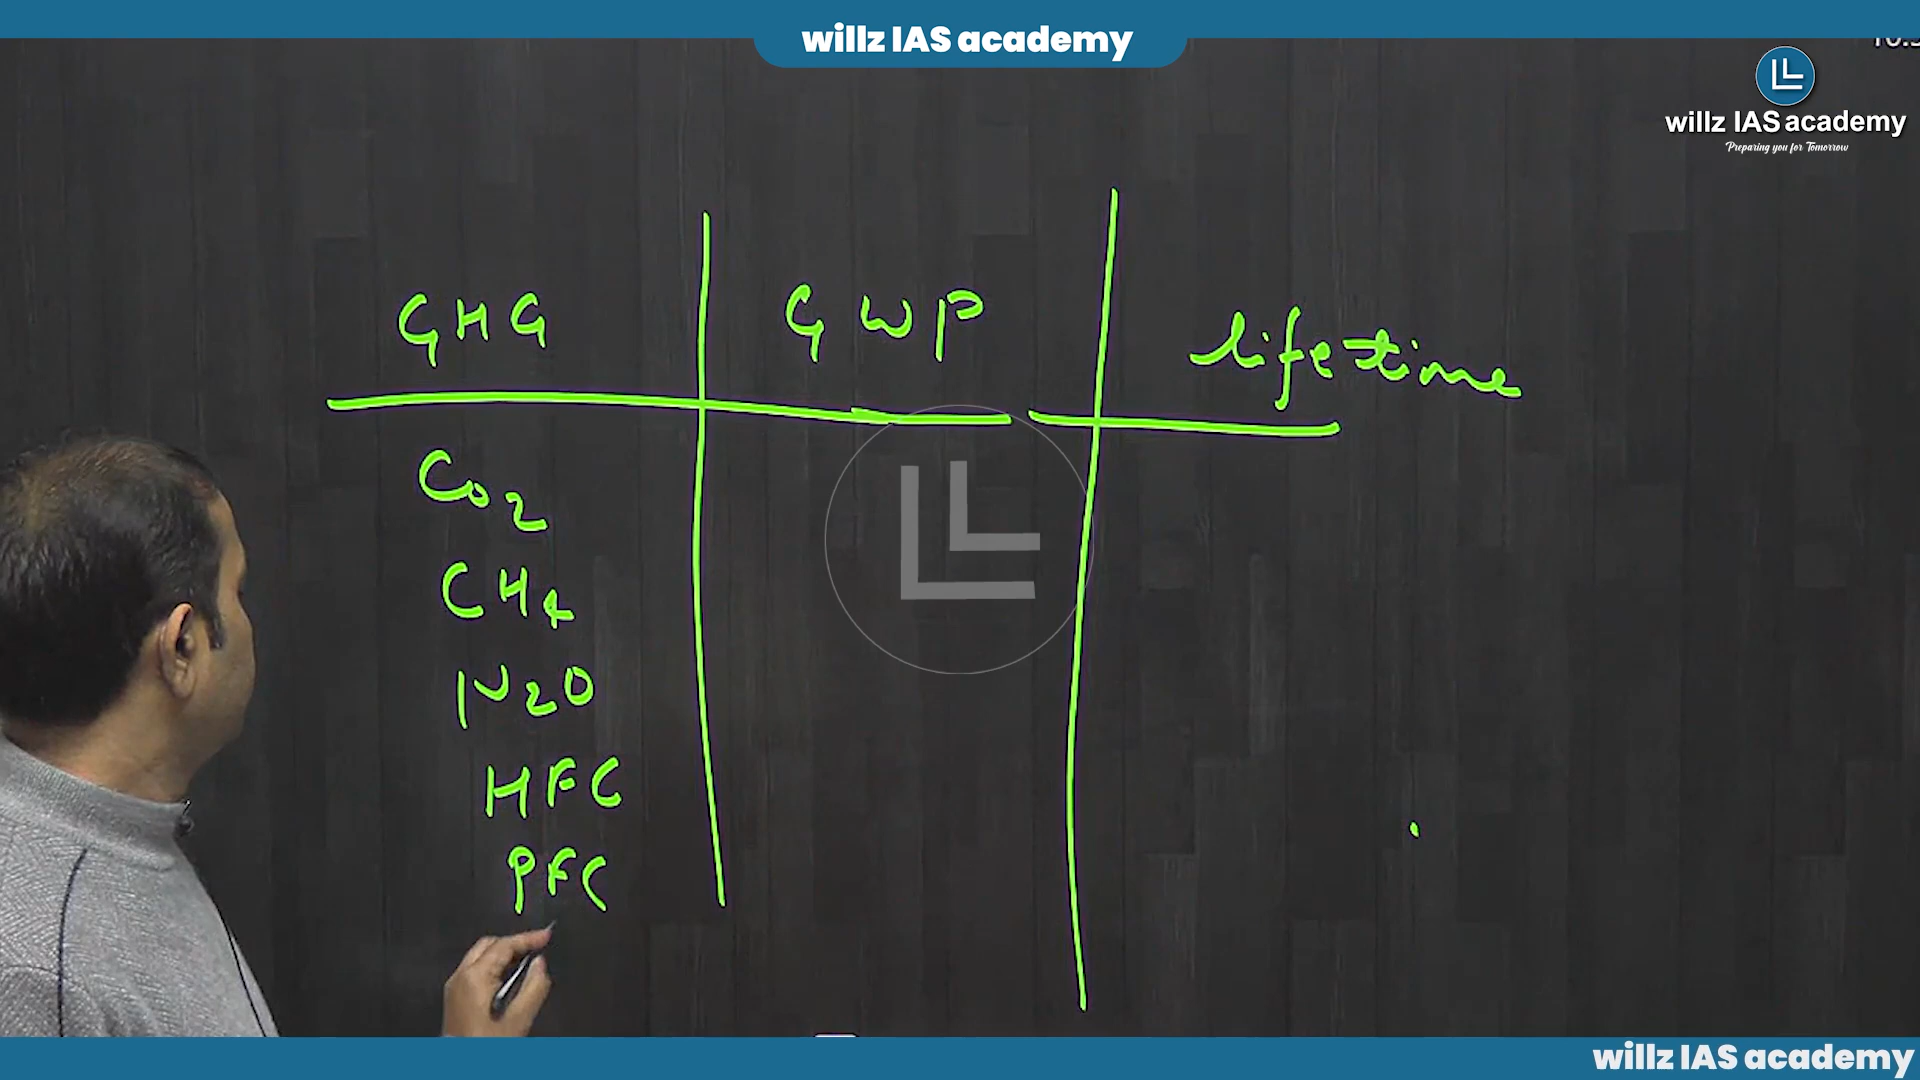 willz IAS academy
willz IAS academy
Preparing you for Tomorrow
GHG GWP lifetime
CO2
CH4
N2O
HFC
PFC
willz IAS academy